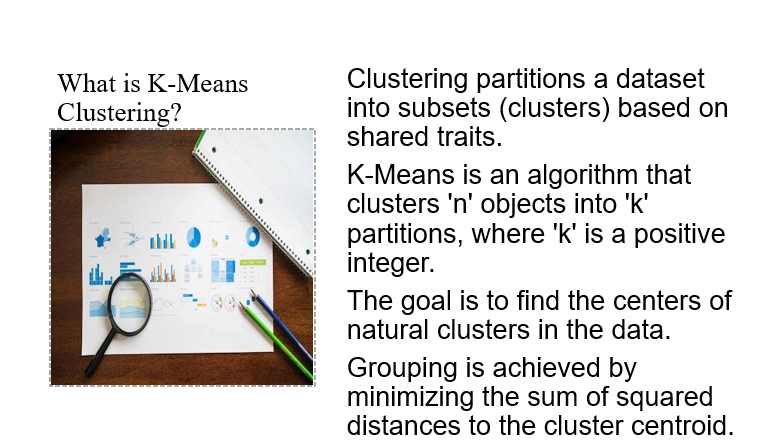 What is K-Means
Clustering?
Clustering partitions a dataset
into subsets (clusters) based on
shared traits.
K-Means is an algorithm that
clusters 'n' objects into 'k'
partitions, where 'k' is a positive
integer.
The goal is to find the centers of
natural clusters in the data.
Grouping is achieved by
minimizing the sum of squared
distances to the cluster centroid.